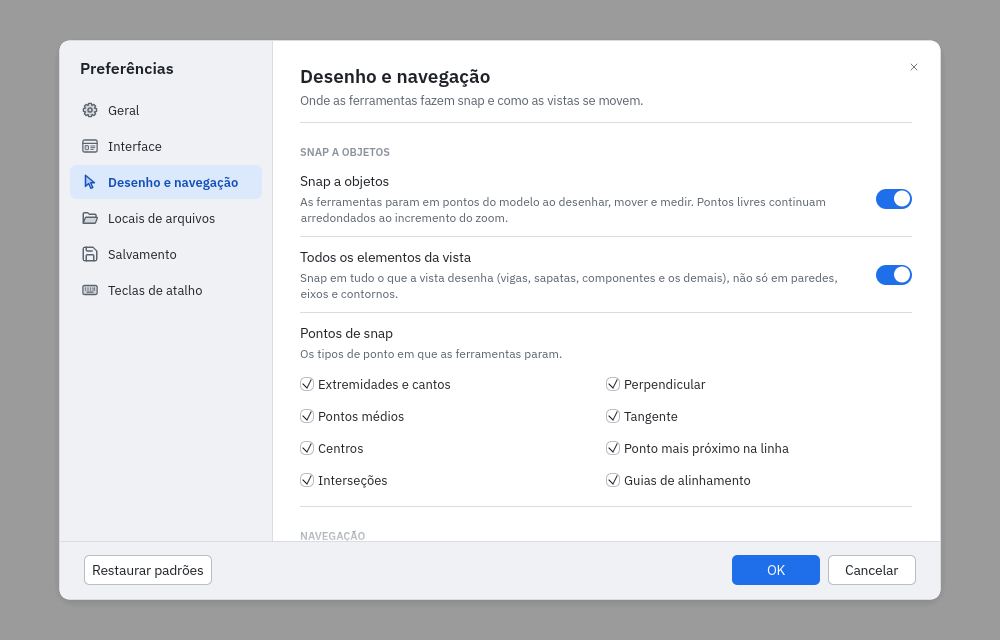 Preferências
Geral
Interface
Desenho e navegação
Locais de arquivos
Salvamento
Teclas de atalho
Desenho e navegação
Onde as ferramentas fazem snap e como as vistas se movem.
SNAP A OBJETOS
Snap a objetos
As ferramentas param em pontos do modelo ao desenhar, mover e medir. Pontos livres continuam
arredondados ao incremento do zoom.
Todos os elementos da vista
Snap em tudo o que a vista desenha (vigas, sapatas, componentes e os demais), não só em paredes,
eixos e contornos.
Pontos de snap
Os tipos de ponto em que as ferramentas param.
Extremidades e cantos
Perpendicular
Pontos médios
Tangente
Centros
Ponto mais próximo na linha
Interseções
Guias de alinhamento
NAVEGAÇÃO
Restaurar padrões
OK
Cancelar